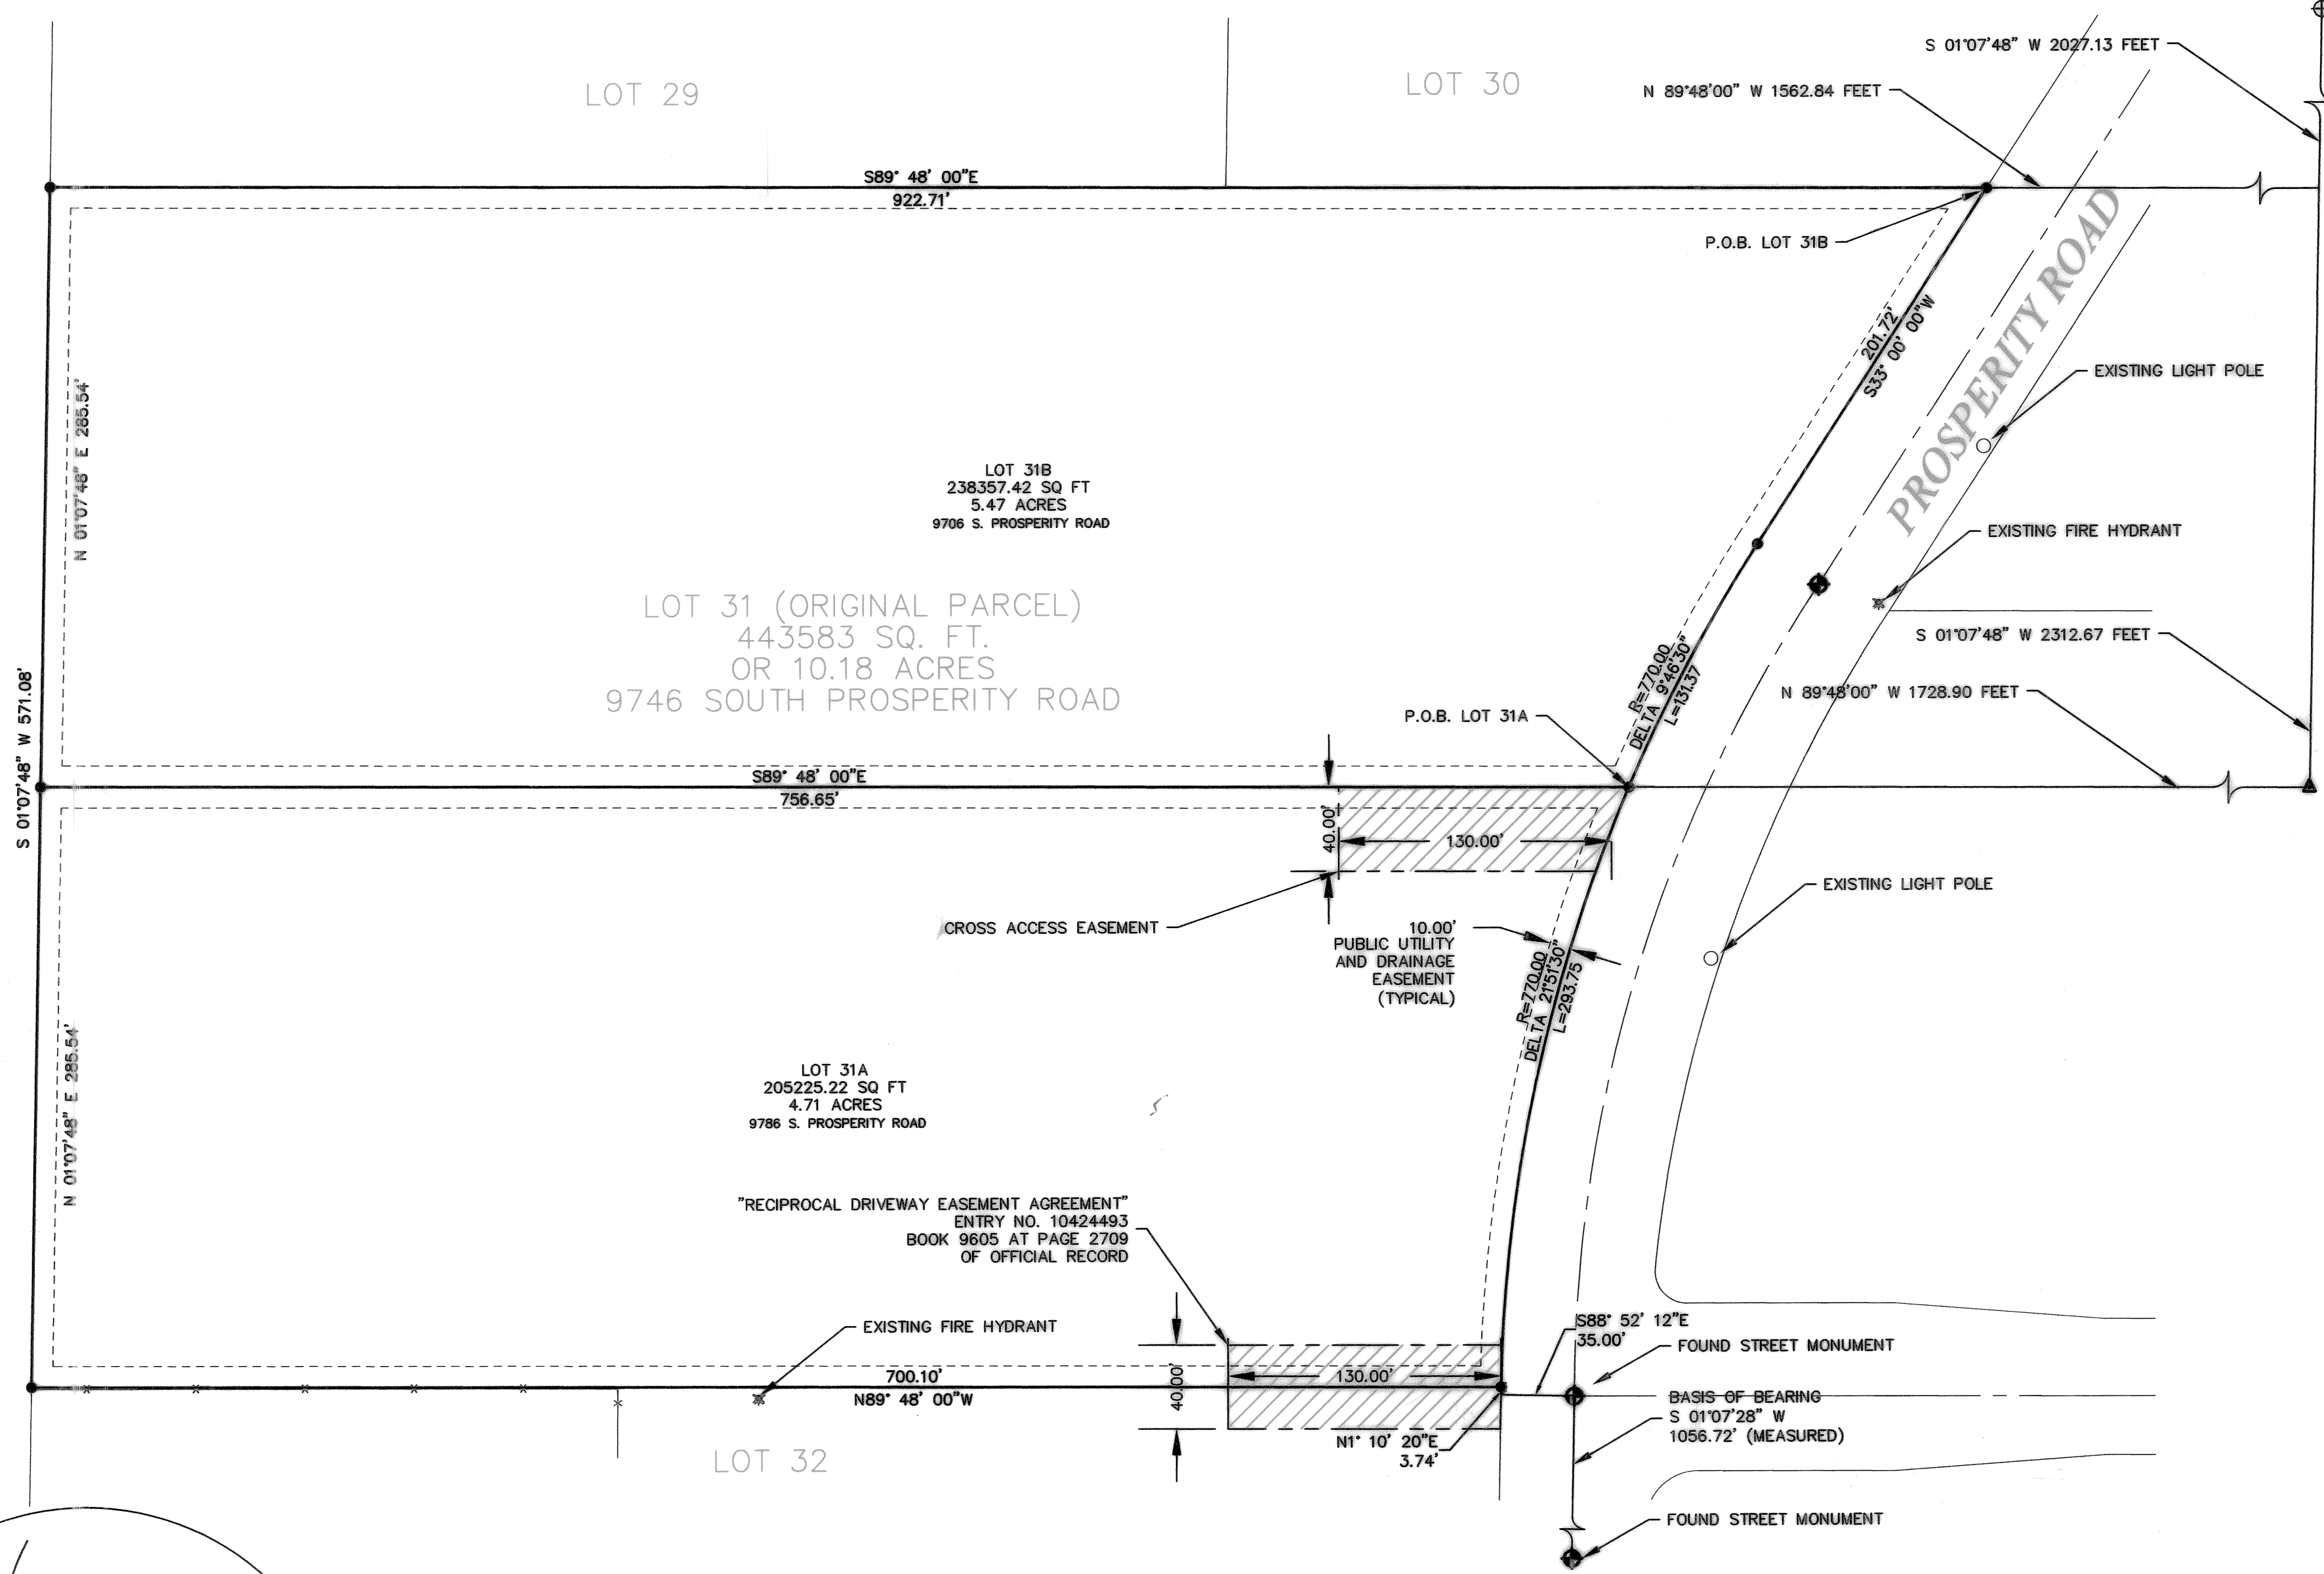 S 01°07'48" W 2027.13 FEET
LOT 29
LOT 30
N 89°48'00" W 1562.84 FEET
S89° 48' 00"E
922.71'
P.O.B. LOT 31B
PROSPERITY ROAD
201.72'
S33° 00' 00"W
EXISTING LIGHT POLE
N 01°07'48" E 285.54'
LOT 31B
238357.42 SQ FT
5.47 ACRES
9706 S. PROSPERITY ROAD
EXISTING FIRE HYDRANT
LOT 31 (ORIGINAL PARCEL)
443583 SQ. FT.
OR 10.18 ACRES
9746 SOUTH PROSPERITY ROAD
S 01°07'48" W 2312.67 FEET
R=770.00
DELTA 9°46'30"
L=131.37
N 89°48'00" W 1728.90 FEET
S 01°07'48" W 571.08'
P.O.B. LOT 31A
S89° 48' 00"E
756.65'
40.00'
130.00'
EXISTING LIGHT POLE
CROSS ACCESS EASEMENT
10.00'
PUBLIC UTILITY
AND DRAINAGE
EASEMENT
(TYPICAL)
R=770.00
DELTA 21°51'30"
L=293.75
N 01°07'48" E 285.54'
LOT 31A
205225.22 SQ FT
4.71 ACRES
9786 S. PROSPERITY ROAD
"RECIPROCAL DRIVEWAY EASEMENT AGREEMENT"
ENTRY NO. 10424493
BOOK 9605 AT PAGE 2709
OF OFFICIAL RECORD
EXISTING FIRE HYDRANT
S88° 52' 12"E
35.00'
FOUND STREET MONUMENT
700.10'
N89° 48' 00"W
40.00'
130.00'
BASIS OF BEARING
S 01°07'28" W
1056.72' (MEASURED)
N1° 10' 20"E
3.74'
LOT 32
FOUND STREET MONUMENT